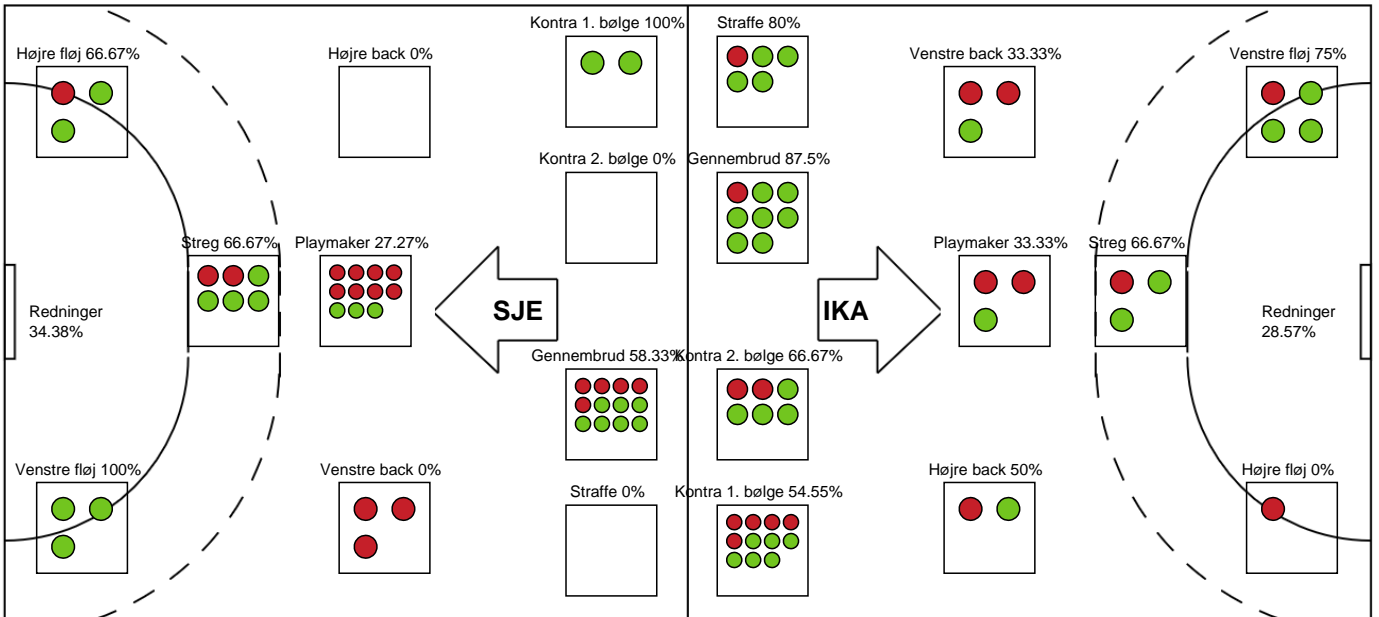 Kontra 1. bølge 100%
Straffe 80%
Højre fløj 66.67%
Højre back 0%
Venstre back 33.33%
Venstre fløj 75%
Kontra 2. bølge 0%
Gennembrud 87.5%
Streg 66.67%
Playmaker 27.27%
Playmaker 33.33%
Streg 66.67%
Redninger
34.38%
SJE
IKA
Redninger
28.57%
Gennembrud 58.33%
Kontra 2. bølge 66.67%
Venstre fløj 100%
Venstre back 0%
Straffe 0%
Kontra 1. bølge 54.55%
Højre back 50%
Højre fløj 0%